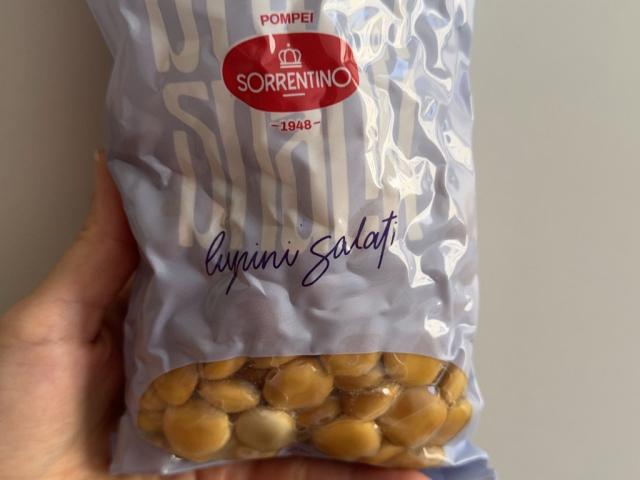 POMPEI
SORRENTINO
-1948-
lupini salati